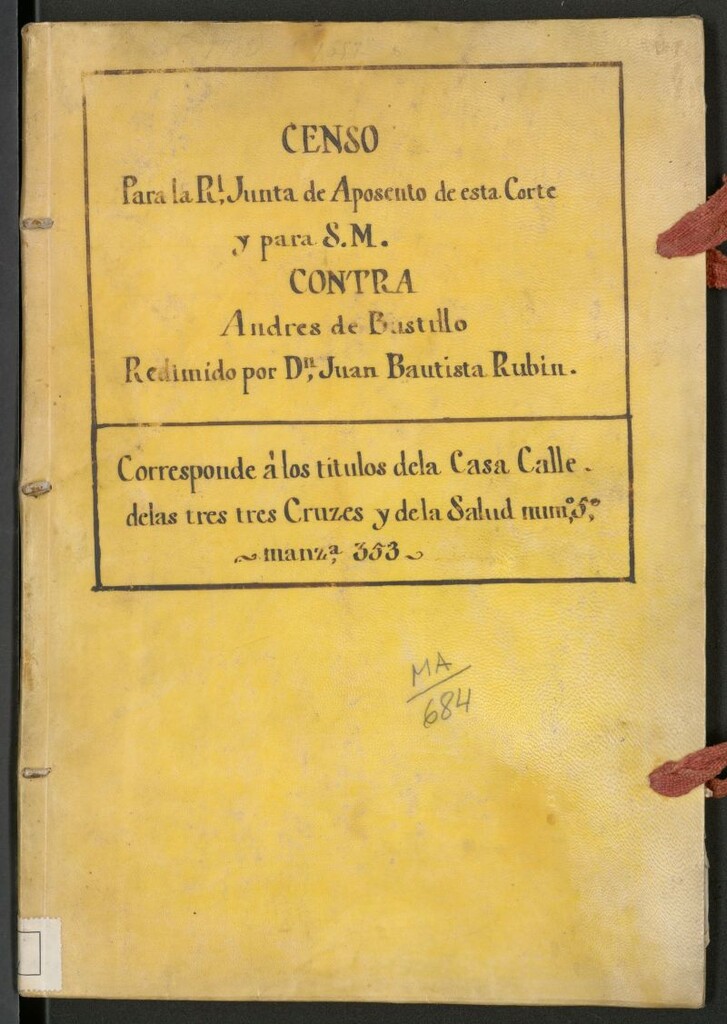 CENSO
Para la Rl. Junta de Aposento de esta Corte
y para S.M.
CONTRA
Andres de Bustillo
Redimido por Dn. Juan Bautista Rubin.
Corresponde á los titulos dela Casa Calle.
delas tres tres Cruzes y dela Salud num.o 5.o
~ manz.a 353 ~
MA
684